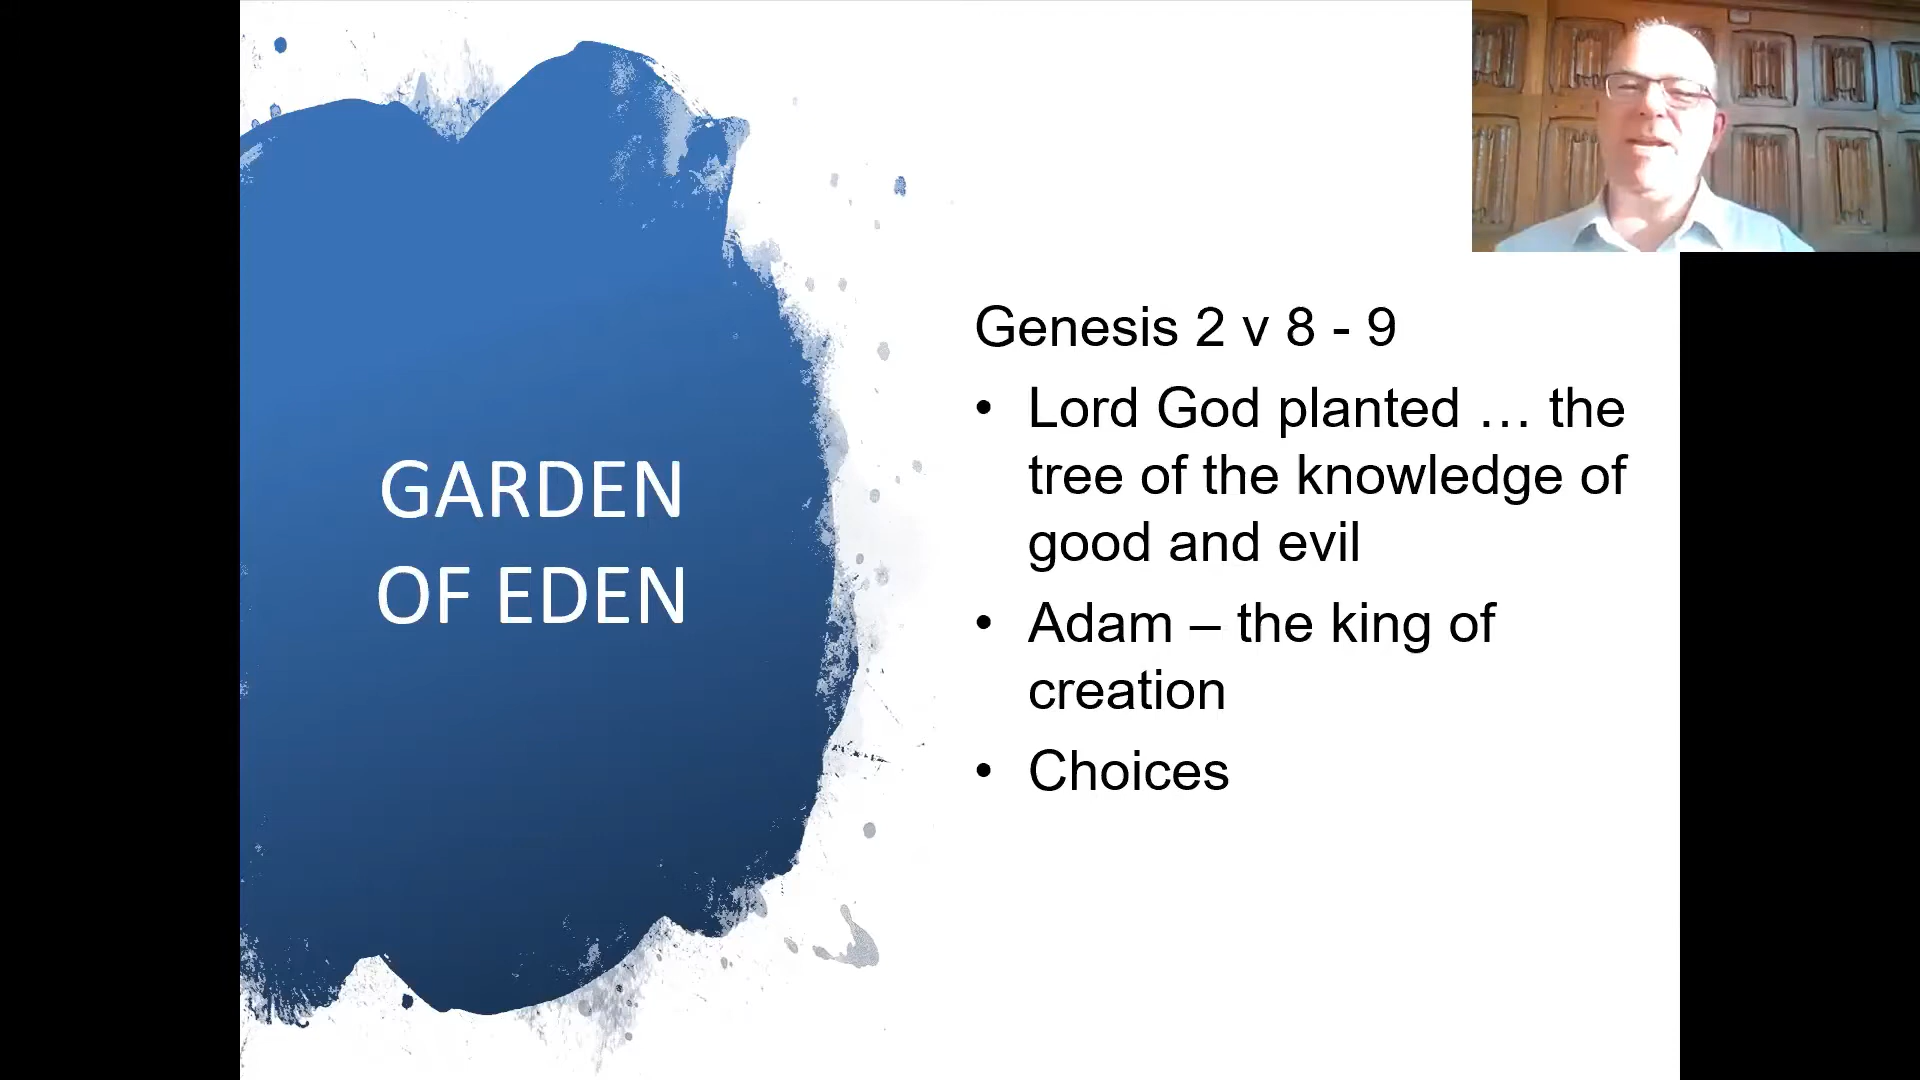 GARDEN
OF EDEN
Genesis 2 v 8 - 9
• Lord God planted … the
tree of the knowledge of
good and evil
• Adam – the king of
creation
• Choices